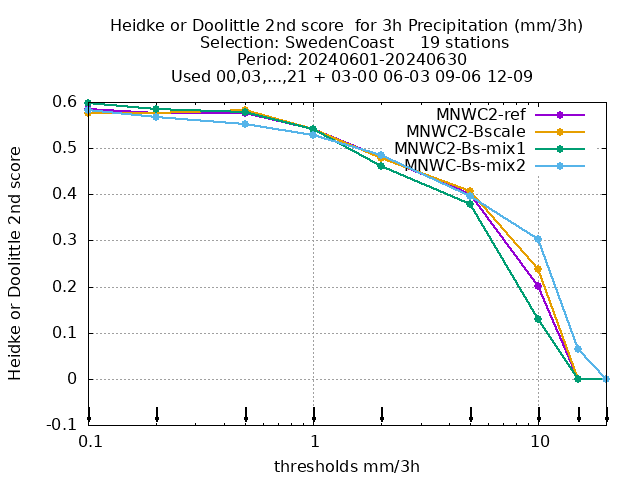 Heidke or Doolittle 2nd score  for 3h Precipitation (mm/3h)
Selection: SwedenCoast     19 stations
Period: 20240601-20240630
Used 00,03,...,21 + 03-00 06-03 09-06 12-09
Heidke or Doolittle 2nd score
0.6
0.5
0.4
0.3
0.2
0.1
0
-0.1
MNWC2-ref
MNWC2-Bscale
MNWC2-Bs-mix1
MNWC-Bs-mix2
0.1
1
10
thresholds mm/3h